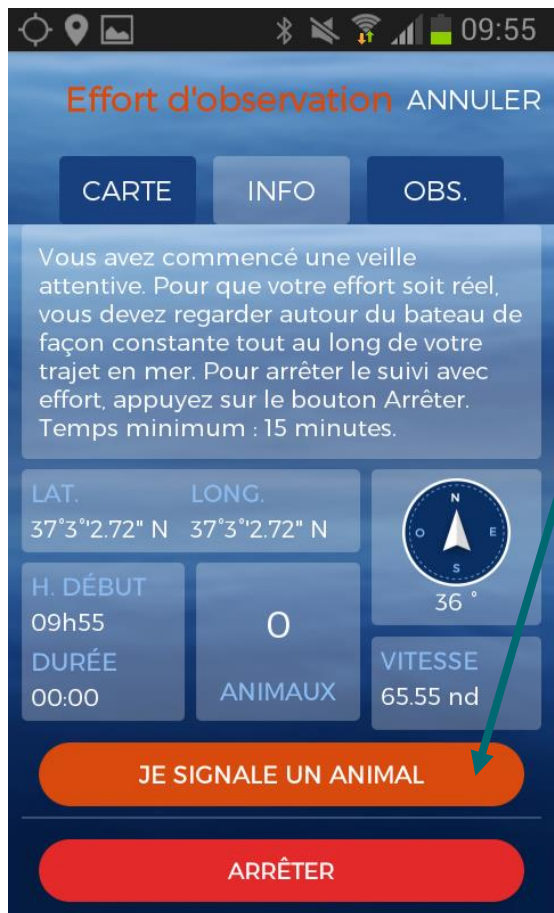 09:55
Effort d'observation ANNULER
CARTE INFO OBS.
Vous avez commencé une veille
attentive. Pour que votre effort soit réel,
vous devez regarder autour du bateau de
façon constante tout au long de votre
trajet en mer. Pour arrêter le suivi avec
effort, appuyez sur le bouton Arrêter.
Temps minimum : 15 minutes.
LAT. LONG.
37°3°'2.72" N 37°3°'2.72" N
N
O E
S
36 °
H. DÉBUT
09h55
DURÉE
00:00
0
ANIMAUX
VITESSE
65.55 nd
JE SIGNALE UN ANIMAL
ARRÊTER